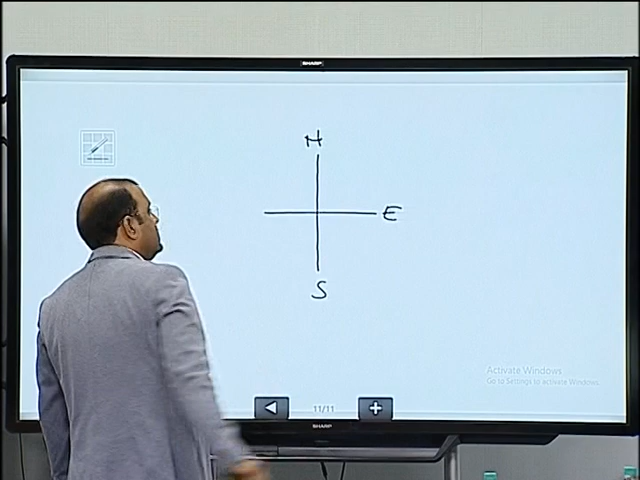 SHARP
N
E
S
Activate Windows
Go to Settings to activate Windows.
11/11
SHARP